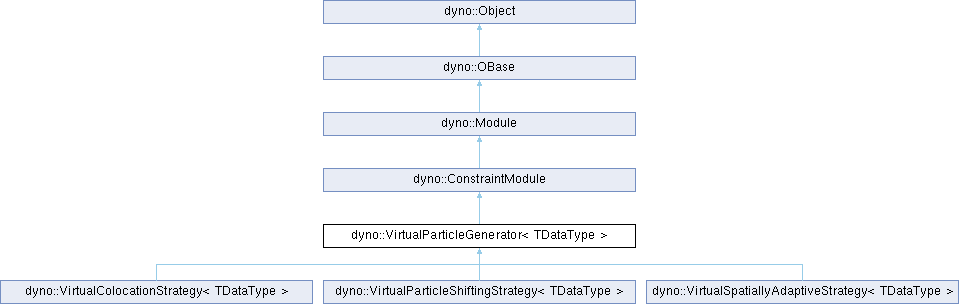 dyno::Object
dyno::OBase
dyno::Module
dyno::ConstraintModule
dyno::VirtualParticleGenerator< TDataType >
dyno::VirtualColocationStrategy< TDataType >
dyno::VirtualParticleShiftingStrategy< TDataType >
dyno::VirtualSpatiallyAdaptiveStrategy< TDataType >